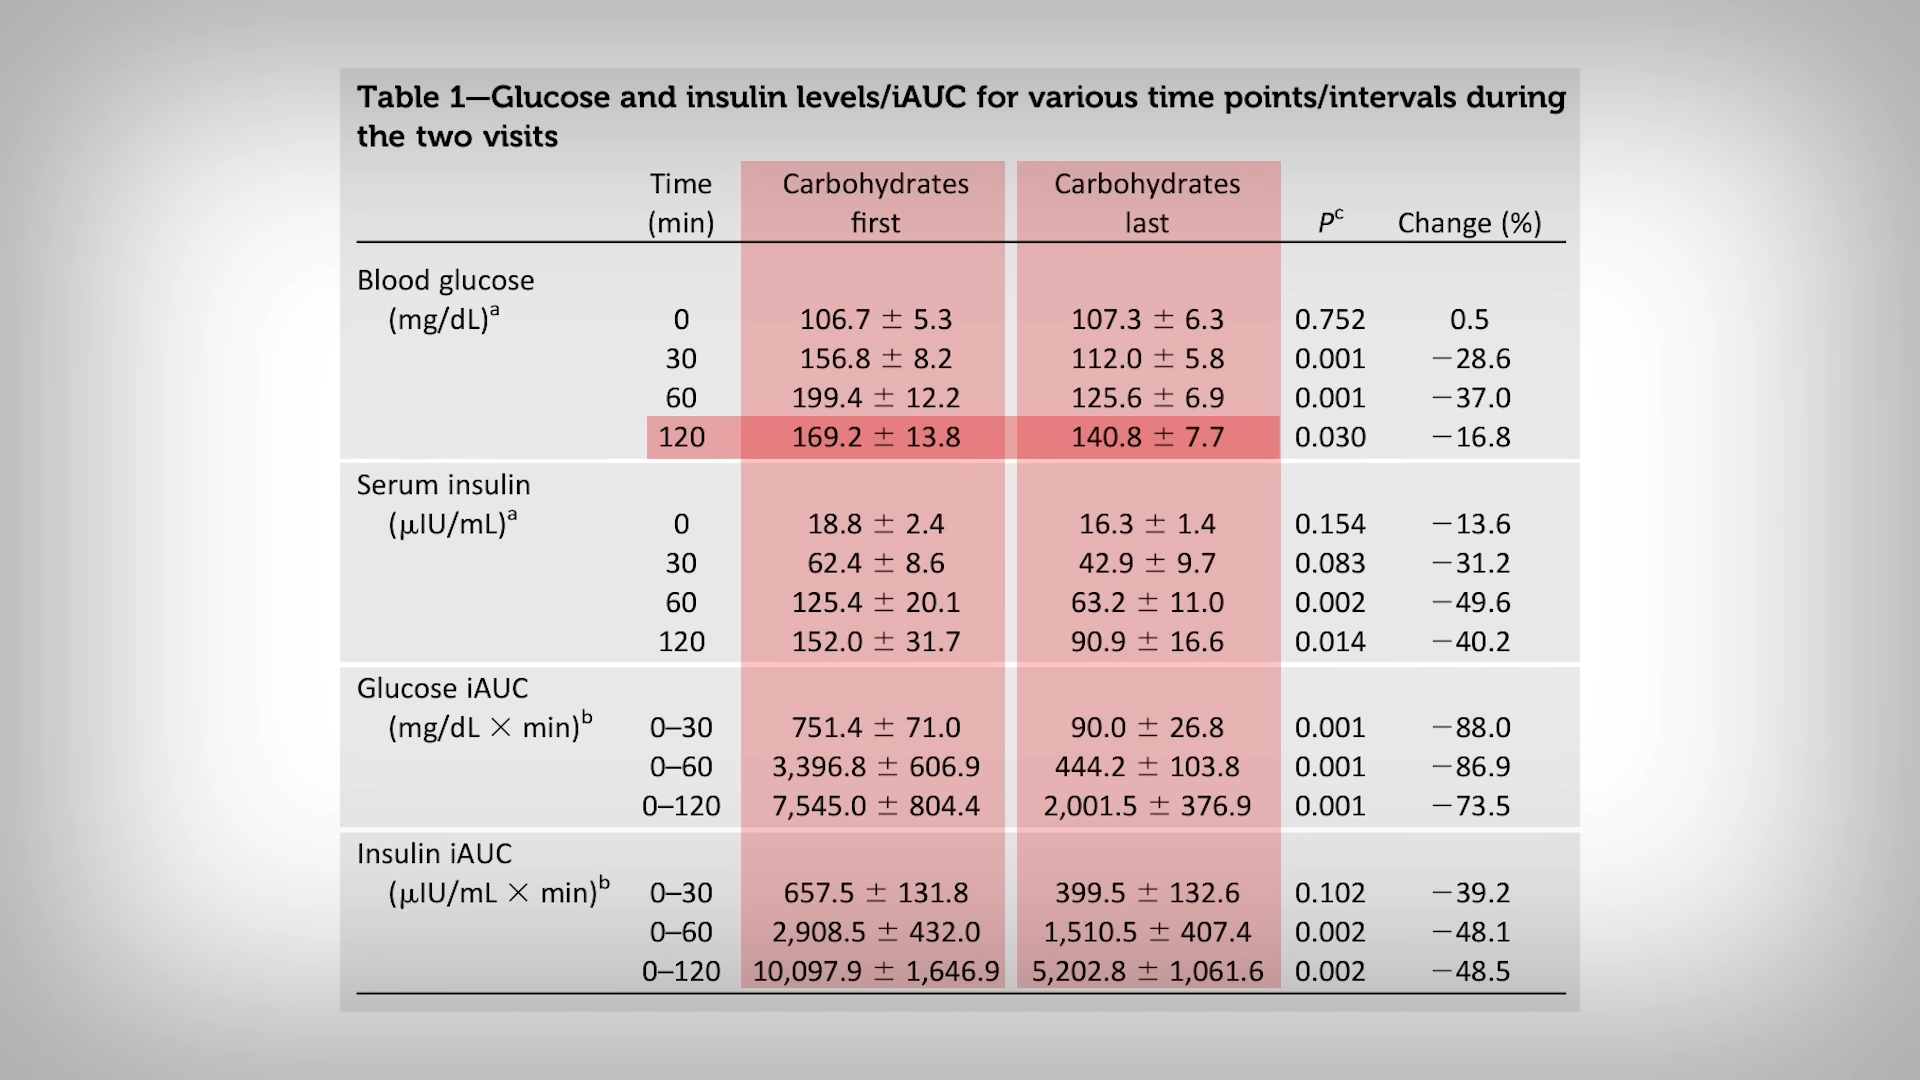 Table 1—Glucose and insulin levels/iAUC for various time points/intervals during
the two visits
Time (min) Carbohydrates first Carbohydrates last Pᶜ Change (%)
Blood glucose
(mg/dL)ᵃ 0 106.7 ± 5.3 107.3 ± 6.3 0.752 0.5
30 156.8 ± 8.2 112.0 ± 5.8 0.001 −28.6
60 199.4 ± 12.2 125.6 ± 6.9 0.001 −37.0
120 169.2 ± 13.8 140.8 ± 7.7 0.030 −16.8
Serum insulin
(μIU/mL)ᵃ 0 18.8 ± 2.4 16.3 ± 1.4 0.154 −13.6
30 62.4 ± 8.6 42.9 ± 9.7 0.083 −31.2
60 125.4 ± 20.1 63.2 ± 11.0 0.002 −49.6
120 152.0 ± 31.7 90.9 ± 16.6 0.014 −40.2
Glucose iAUC
(mg/dL × min)ᵇ 0–30 751.4 ± 71.0 90.0 ± 26.8 0.001 −88.0
0–60 3,396.8 ± 606.9 444.2 ± 103.8 0.001 −86.9
0–120 7,545.0 ± 804.4 2,001.5 ± 376.9 0.001 −73.5
Insulin iAUC
(μIU/mL × min)ᵇ 0–30 657.5 ± 131.8 399.5 ± 132.6 0.102 −39.2
0–60 2,908.5 ± 432.0 1,510.5 ± 407.4 0.002 −48.1
0–120 10,097.9 ± 1,646.9 5,202.8 ± 1,061.6 0.002 −48.5